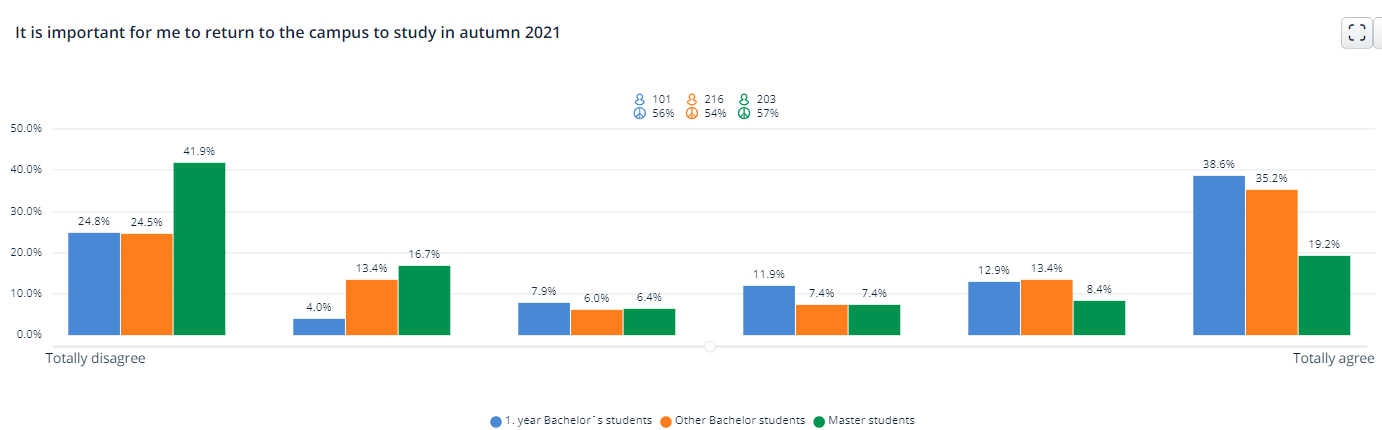 It is important for me to return to the campus to study in autumn 2021
101 216 203
56% 54% 57%
50.0%
40.0%
30.0%
20.0%
10.0%
0.0%
24.8% 24.5% 41.9%
4.0% 13.4% 16.7%
7.9% 6.0% 6.4%
11.9% 7.4% 7.4%
12.9% 13.4% 8.4%
38.6% 35.2% 19.2%
Totally disagree Totally agree
1. year Bachelor`s students Other Bachelor students Master students